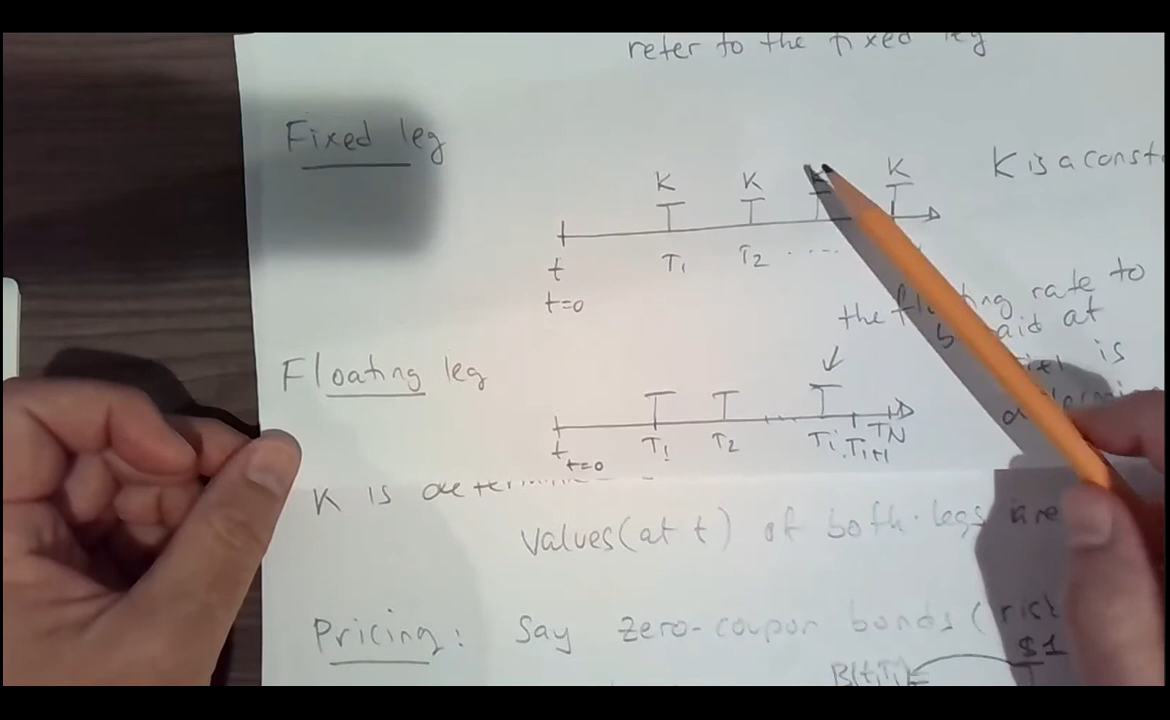 refer to the fixed leg
Fixed leg
K K K K
K is a const
t T1 T2 ....
t=0
the floating rate to
paid at
is
Floating leg
t T1 T2 Ti Ti+1 TN
t=0
K is
values (at t) of both legs are
Pricing: Say zero-coupon bonds (risk
$1
B(t,Ti)=